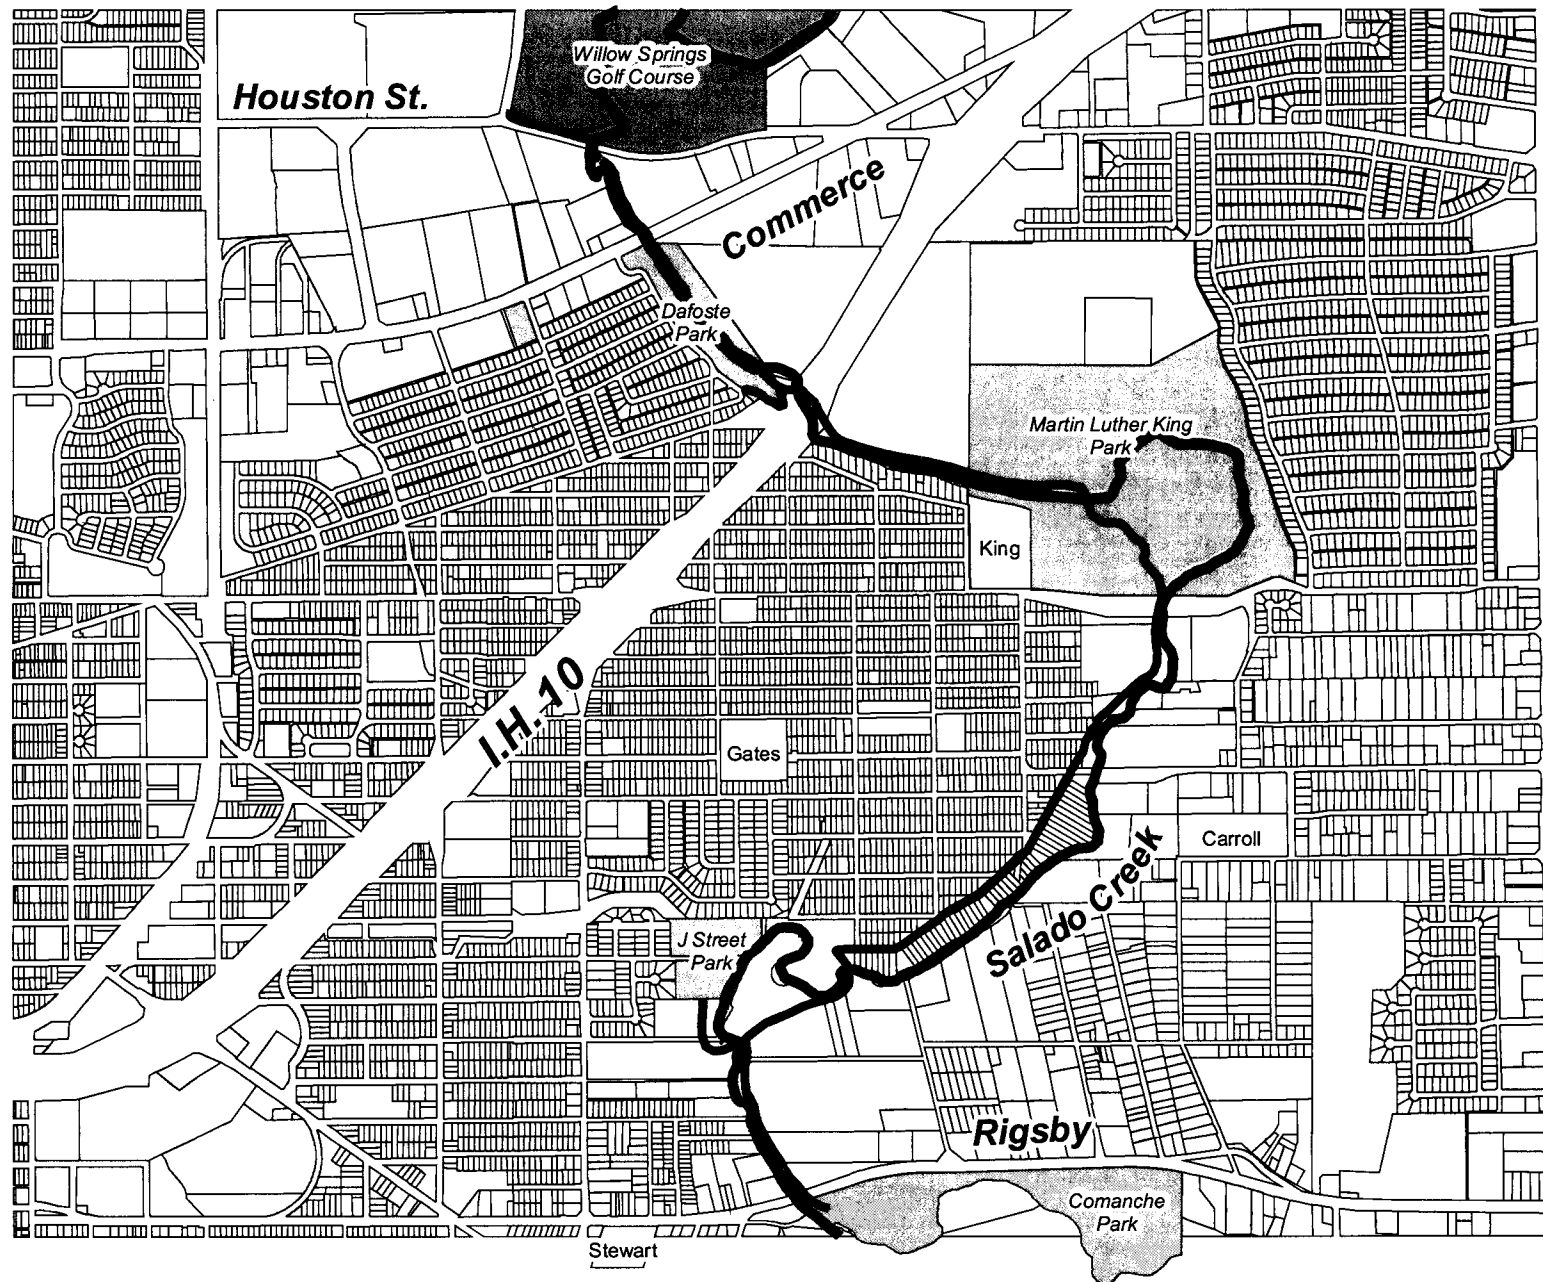 Willow Springs
Golf Course
Houston St.
Commerce
Dafoste
Park
Martin Luther King
Park
King
I.H. 10
Gates
Carroll
Salado Creek
J Street
Park
Rigsby
Comanche
Park
Stewart